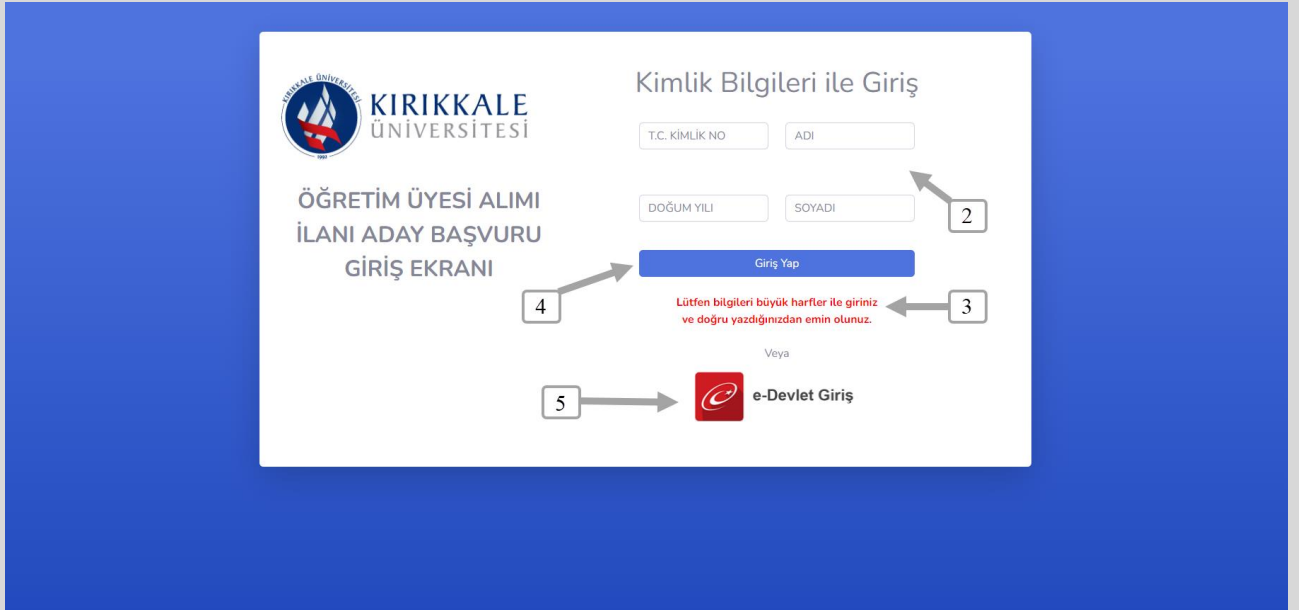 KIRIKKALE ÜNİVERSİTESİ
1992
KIRIKKALE
ÜNİVERSİTESİ
ÖĞRETİM ÜYESİ ALIMI
İLANI ADAY BAŞVURU
GİRİŞ EKRANI
Kimlik Bilgileri ile Giriş
T.C. KİMLİK NO
ADI
2
DOĞUM YILI
SOYADI
Giriş Yap
4
Lütfen bilgileri büyük harfler ile giriniz
ve doğru yazdığınızdan emin olunuz.
3
Veya
5
e-Devlet Giriş